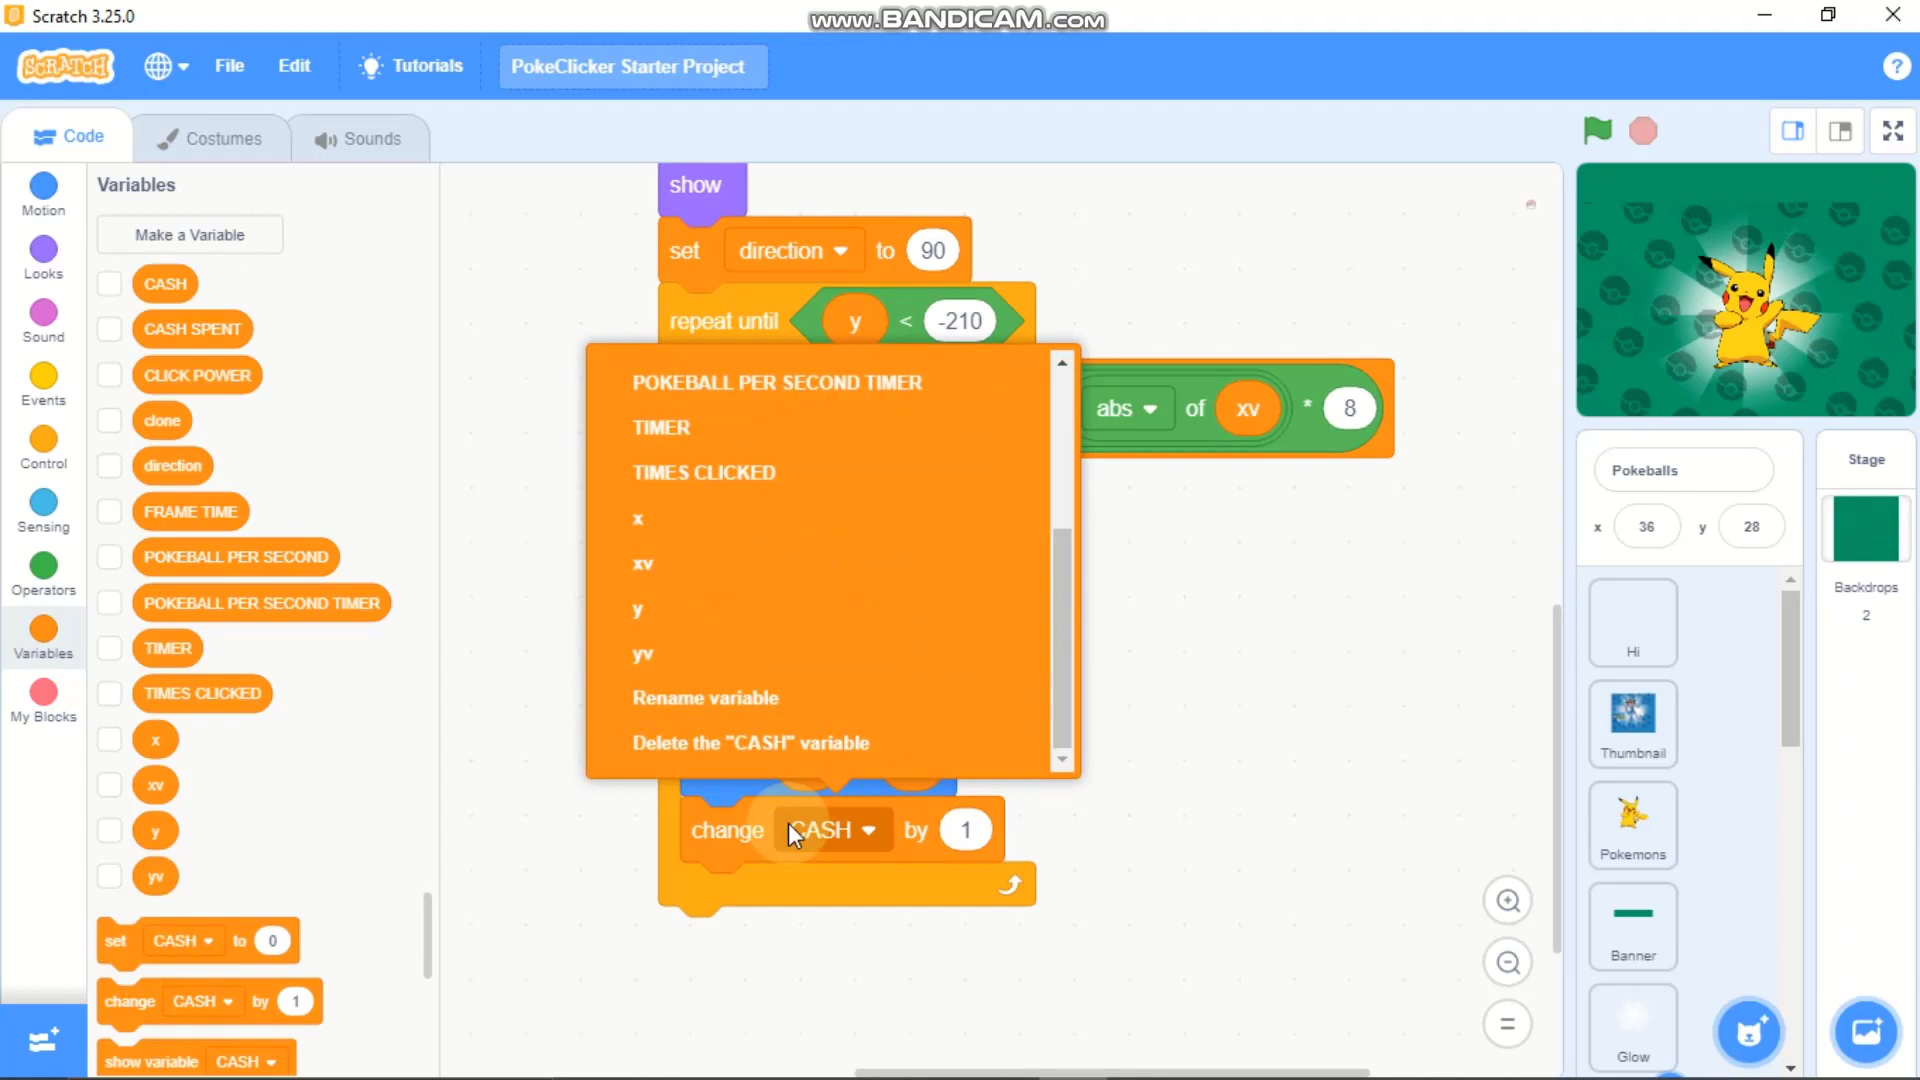 Scratch 3.25.0
www.BANDICAM.com
SCRATCH
File
Edit
Tutorials
PokeClicker Starter Project
?
Code
Costumes
Sounds
Motion
Looks
Sound
Events
Control
Sensing
Operators
Variables
My Blocks
Variables
Make a Variable
CASH
CASH SPENT
CLICK POWER
clone
direction
FRAME TIME
POKEBALL PER SECOND
POKEBALL PER SECOND TIMER
TIMER
TIMES CLICKED
x
xv
y
yv
set CASH to 0
change CASH by 1
show variable CASH
show
set direction to 90
repeat until y < -210
abs of xv * 8
POKEBALL PER SECOND TIMER
TIMER
TIMES CLICKED
x
xv
y
yv
Rename variable
Delete the "CASH" variable
change CASH by 1
Pokeballs
x 36 y 28
Hi
Thumbnail
Pokemons
Banner
Glow
Stage
Backdrops
2